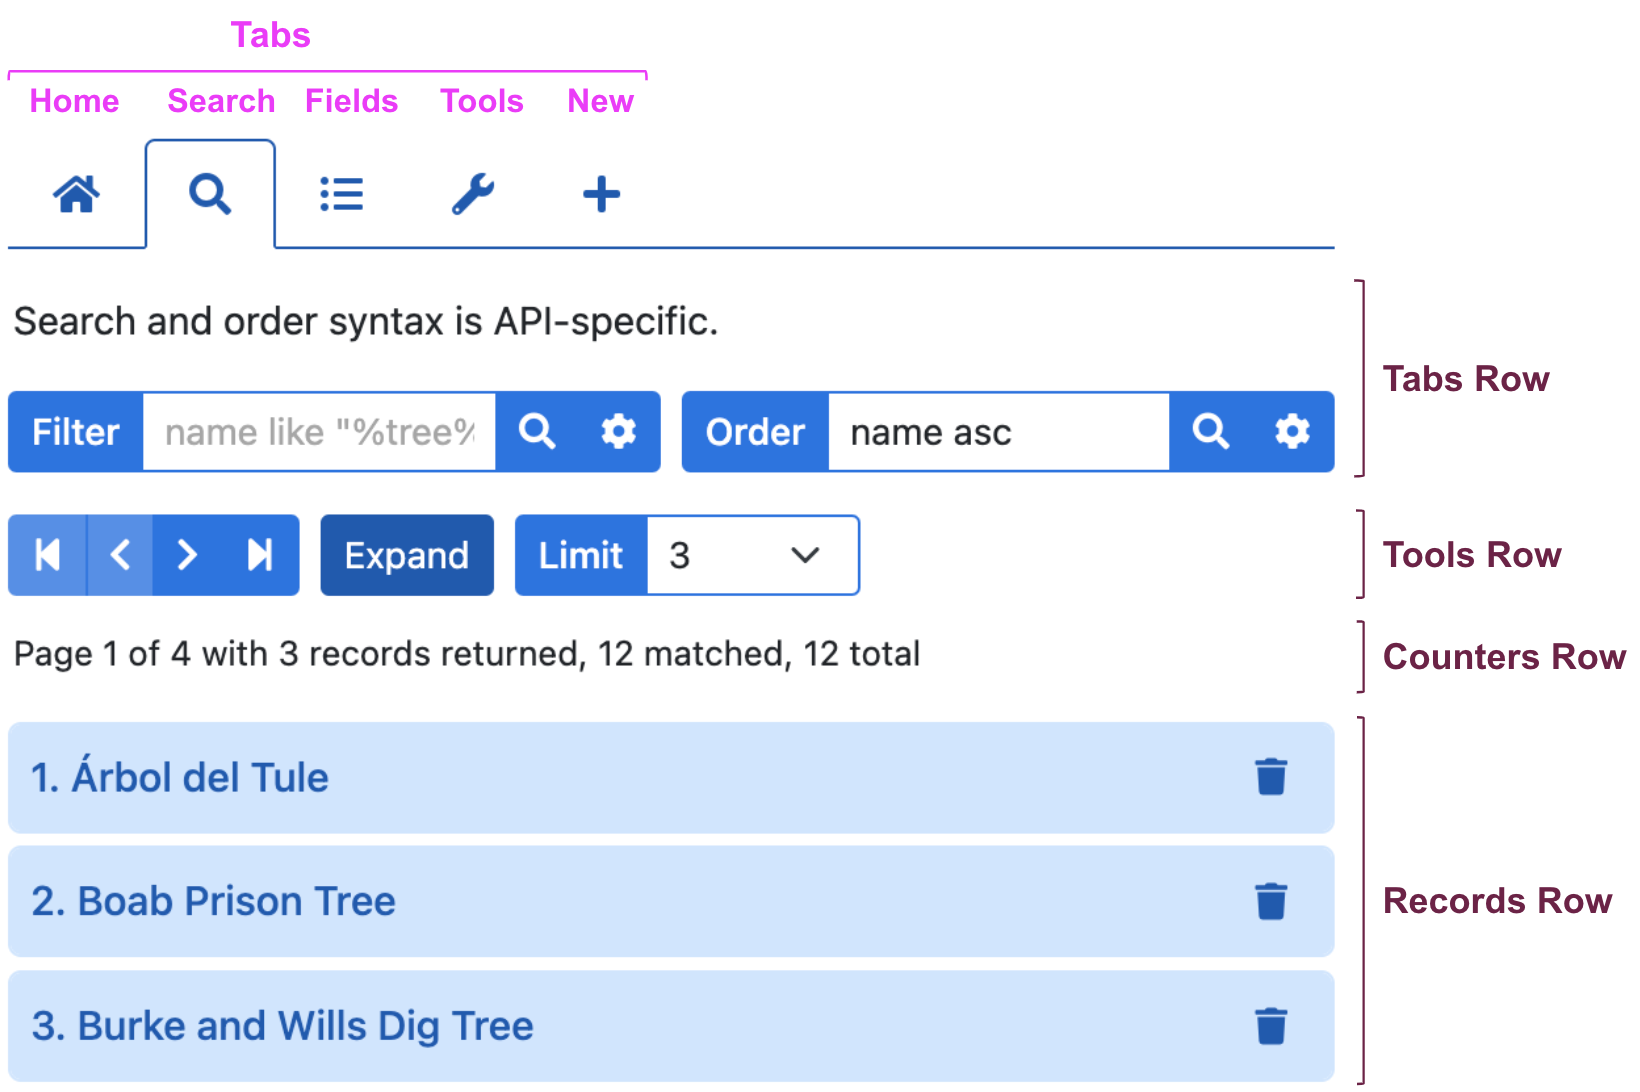 Tabs
Home Search Fields Tools New
Search and order syntax is API-specific.
Tabs Row
Filter name like "%tree% Order name asc
Expand Limit 3
Tools Row
Page 1 of 4 with 3 records returned, 12 matched, 12 total
Counters Row
1. Árbol del Tule
2. Boab Prison Tree
Records Row
3. Burke and Wills Dig Tree